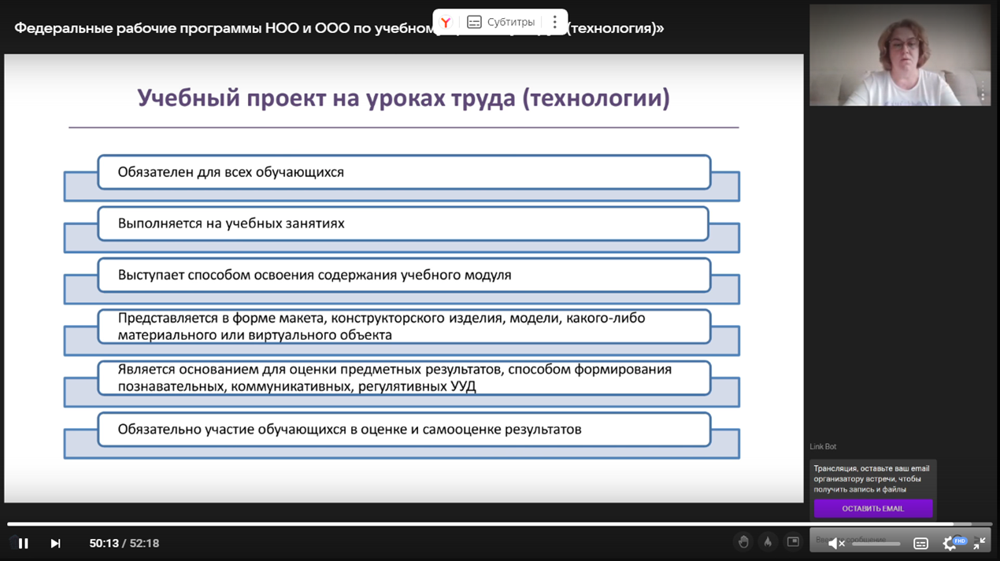 Федеральные рабочие программы НОО и ООО по учебному
(технология)»
Субтитры
Учебный проект на уроках труда (технологии)
Обязателен для всех обучающихся
Выполняется на учебных занятиях
Выступает способом освоения содержания учебного модуля
Представляется в форме макета, конструкторского изделия, модели, какого-либо
материального или виртуального объекта
Является основанием для оценки предметных результатов, способом формирования
познавательных, коммуникативных, регулятивных УУД
Обязательно участие обучающихся в оценке и самооценке результатов
Link Bot
Трансляция, оставьте ваш email
организатору встречи, чтобы
получить запись и файлы
ОСТАВИТЬ EMAIL
50:13 / 52:18
сообщение
FHD